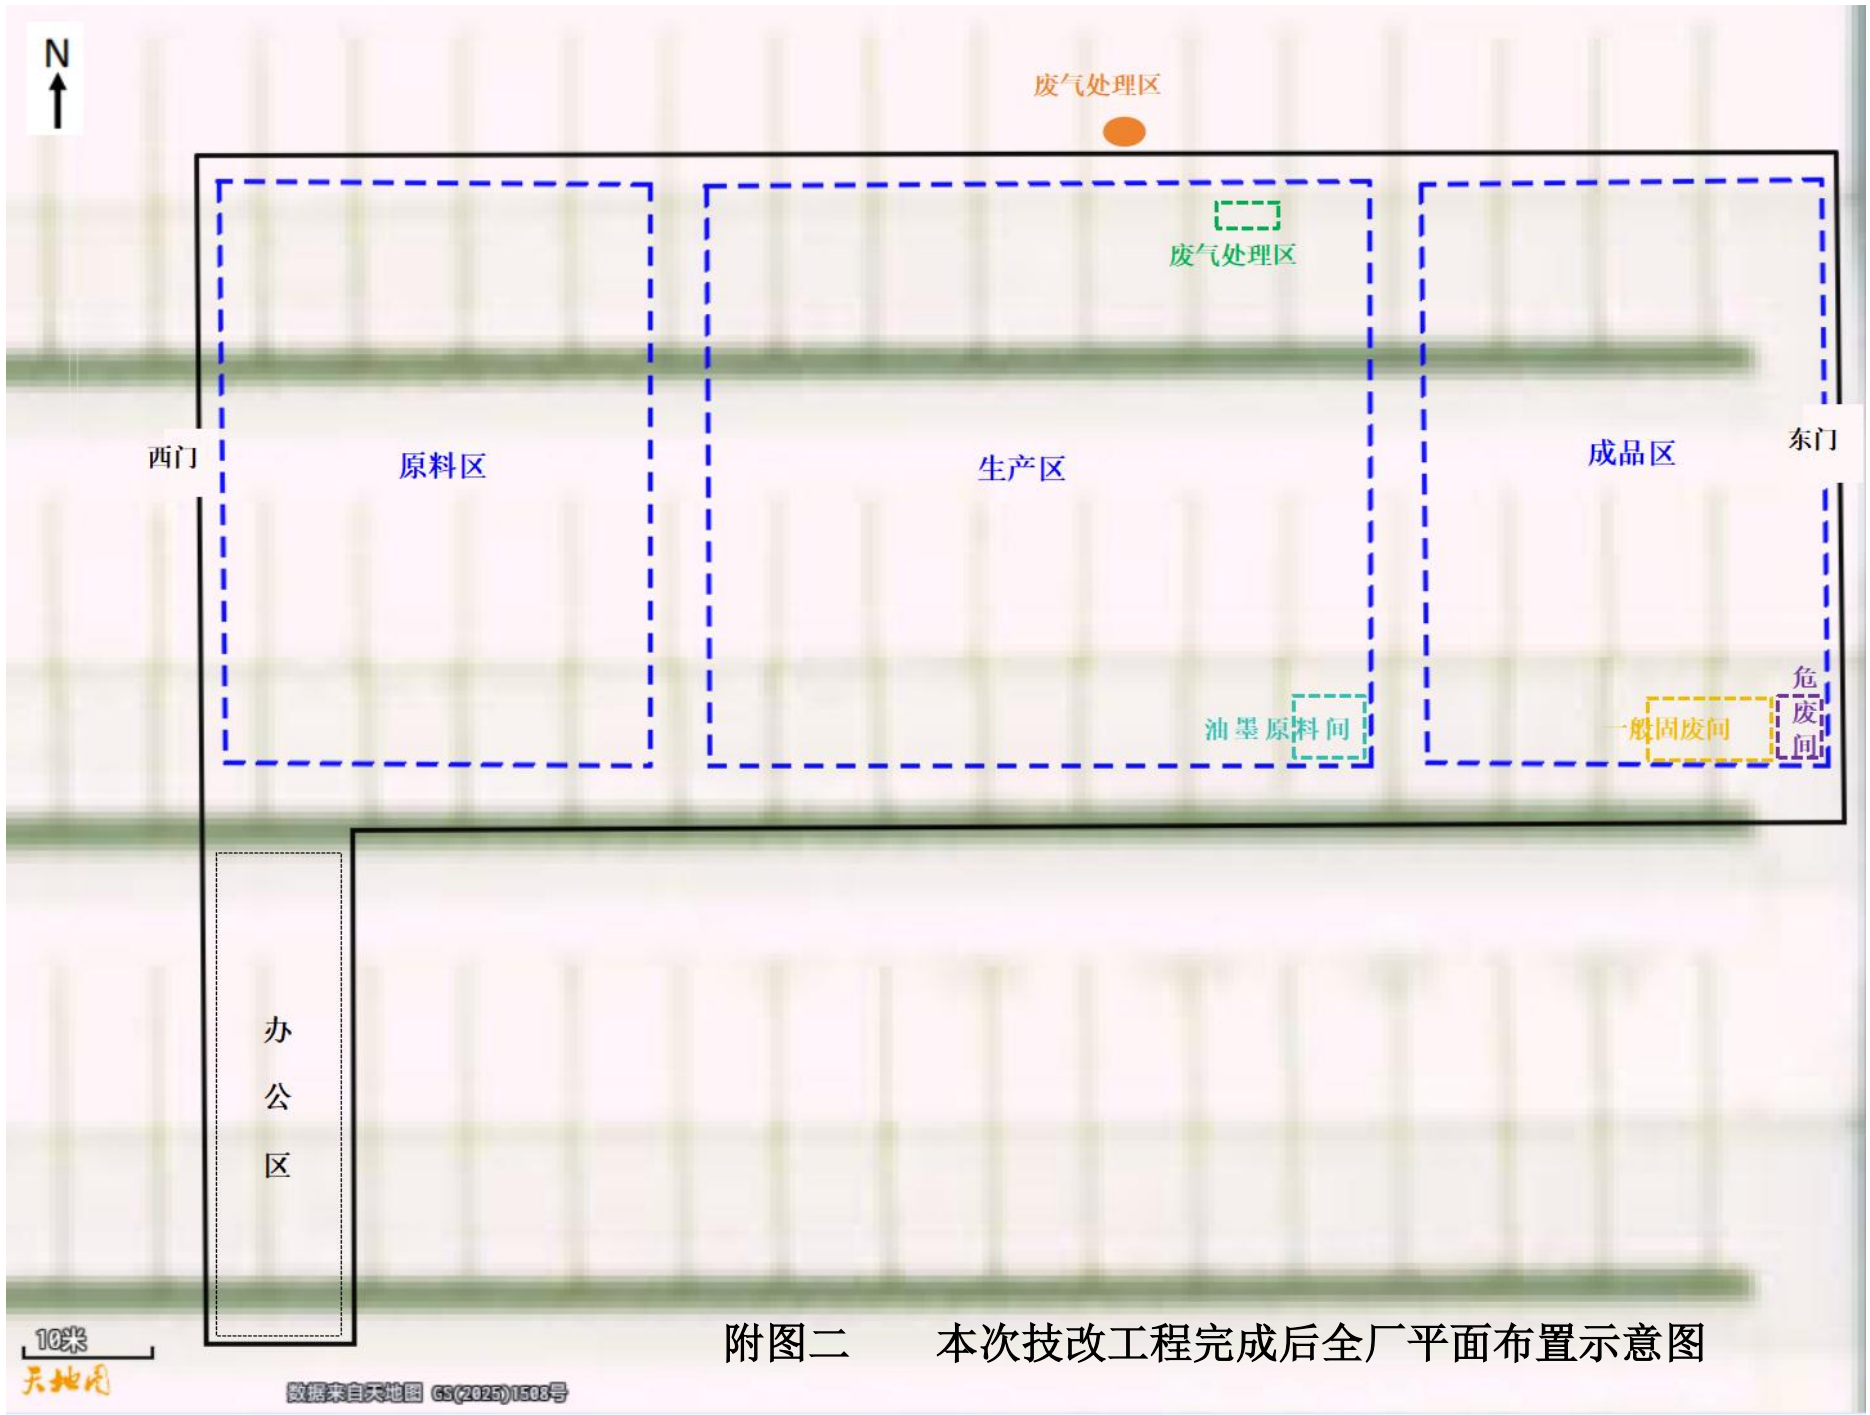 N
废气处理区
废气处理区
西门
原料区
生产区
成品区
东门
油墨原料间
一般固废间
危
废
间
办
公
区
附图二 本次技改工程完成后全厂平面布置示意图
10米
天地图
数据来自天地图 GS(2025)1508号